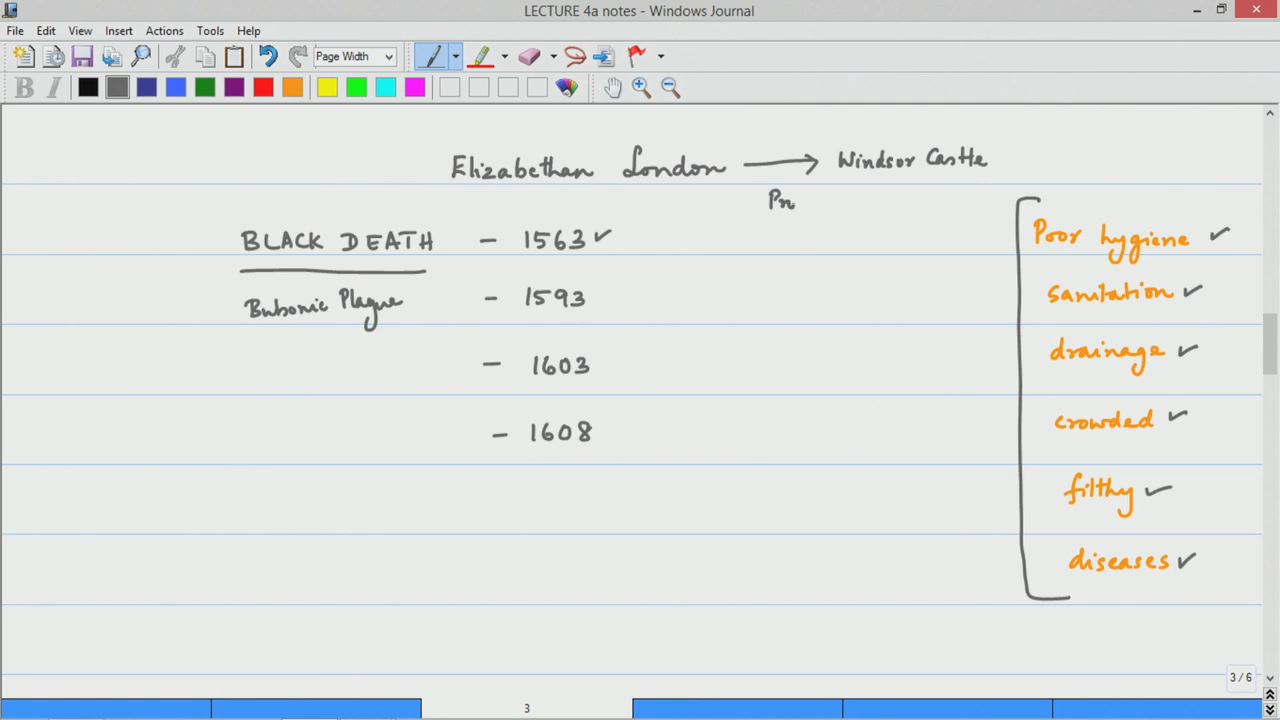 LECTURE 4a notes - Windows Journal
File Edit View Insert Actions Tools Help
Page Width
B I
Elizabethan London → Windsor Castle
Pn
BLACK DEATH - 1563 ✓
Bubonic Plague - 1593
- 1603
- 1608
Poor hygiene ✓
sanitation ✓
drainage ✓
crowded ✓
filthy ✓
diseases ✓
3 / 6
3